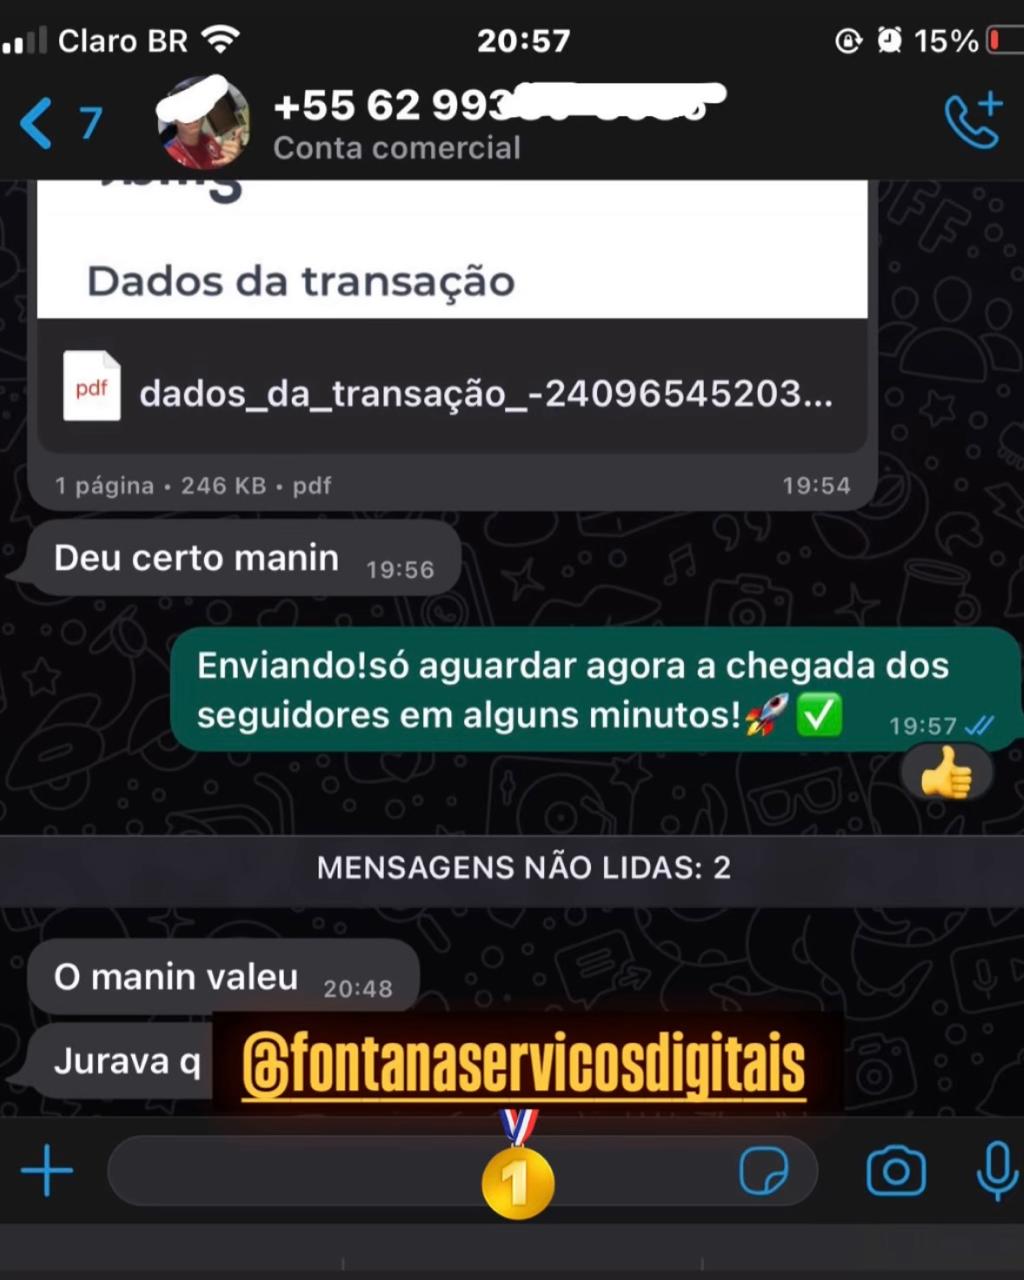 Claro BR
20:57
15%
7
+55 62 993
Conta comercial
Dados da transação
pdf
dados_da_transação_-24096545203...
1 página • 246 KB • pdf
19:54
Deu certo manin 19:56
Enviando!só aguardar agora a chegada dos
seguidores em alguns minutos!🚀✅ 19:57
👍
MENSAGENS NÃO LIDAS: 2
O manin valeu 20:48
Jurava q
@fontanaservicosdigitais
1